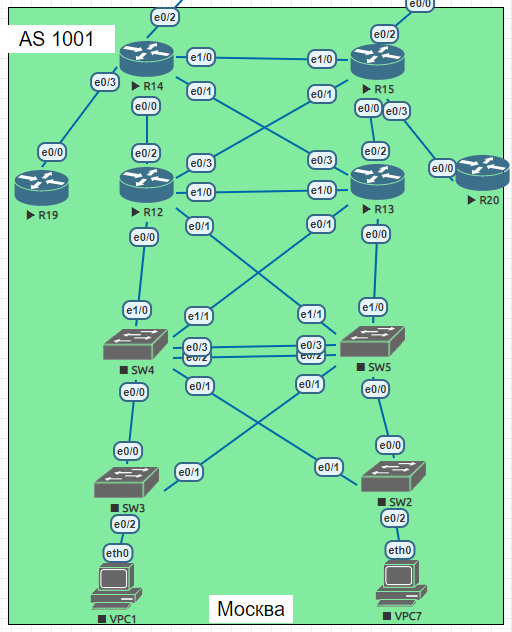 e0/2
e0/0
AS 1001
e0/2
R14
e1/0
e1/0
R15
e0/3
e0/1
e0/1
e0/0
e0/0
e0/3
e0/0
e0/2
e0/3
e0/3
e0/2
e0/0
R19
R12
e1/0
e1/0
R13
R20
e0/0
e0/1
e0/1
e0/0
e1/0
e1/1
e1/1
e1/0
SW4
e0/3
e0/2
e0/3
e0/2
SW5
e0/0
e0/1
e0/1
e0/0
e0/0
e0/1
e0/1
e0/0
SW3
SW2
e0/2
e0/2
eth0
eth0
VPC1
Москва
VPC7